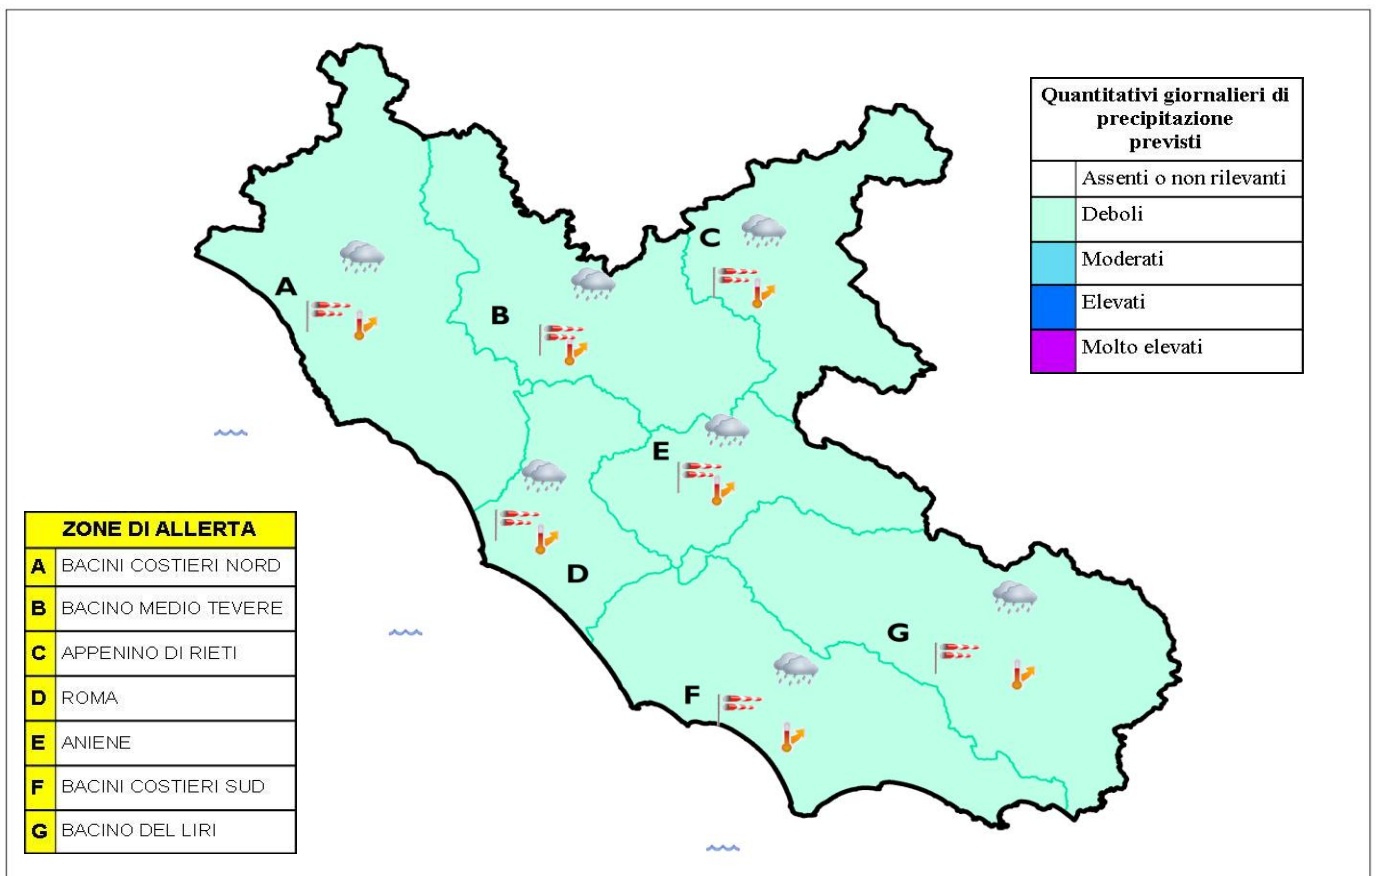 Quantitativi giornalieri di
precipitazione
previsti
Assenti o non rilevanti
Deboli
Moderati
Elevati
Molto elevati
A
B
C
D
E
F
G
ZONE DI ALLERTA
A BACINI COSTIERI NORD
B BACINO MEDIO TEVERE
C APPENINO DI RIETI
D ROMA
E ANIENE
F BACINI COSTIERI SUD
G BACINO DEL LIRI